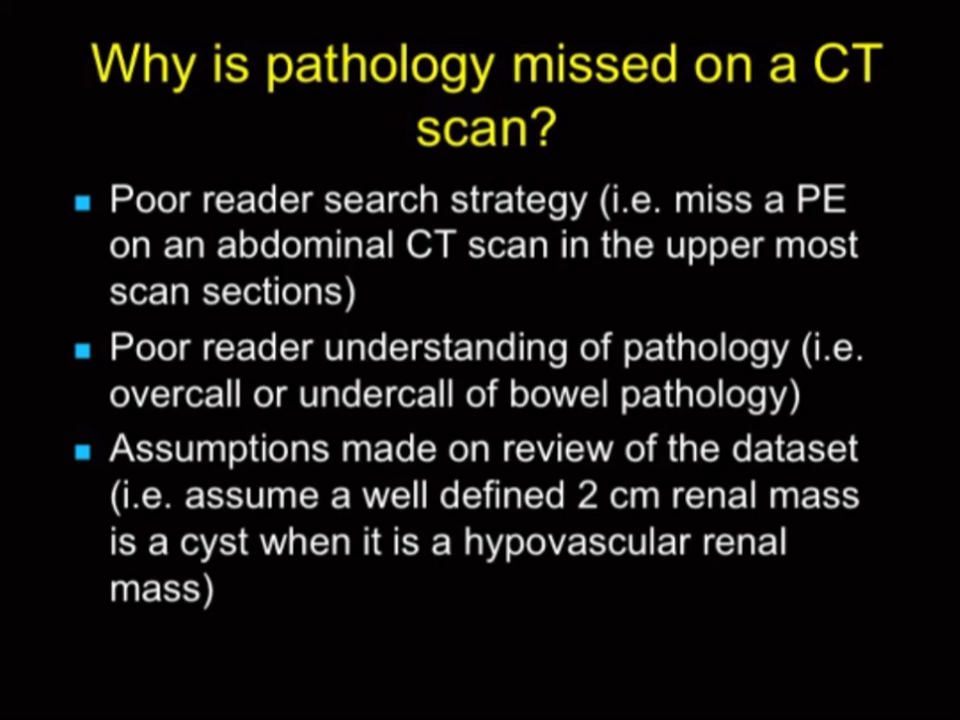 Why is pathology missed on a CT
scan?
Poor reader search strategy (i.e. miss a PE
on an abdominal CT scan in the upper most
scan sections)
Poor reader understanding of pathology (i.e.
overcall or undercall of bowel pathology)
Assumptions made on review of the dataset
(i.e. assume a well defined 2 cm renal mass
is a cyst when it is a hypovascular renal
mass)